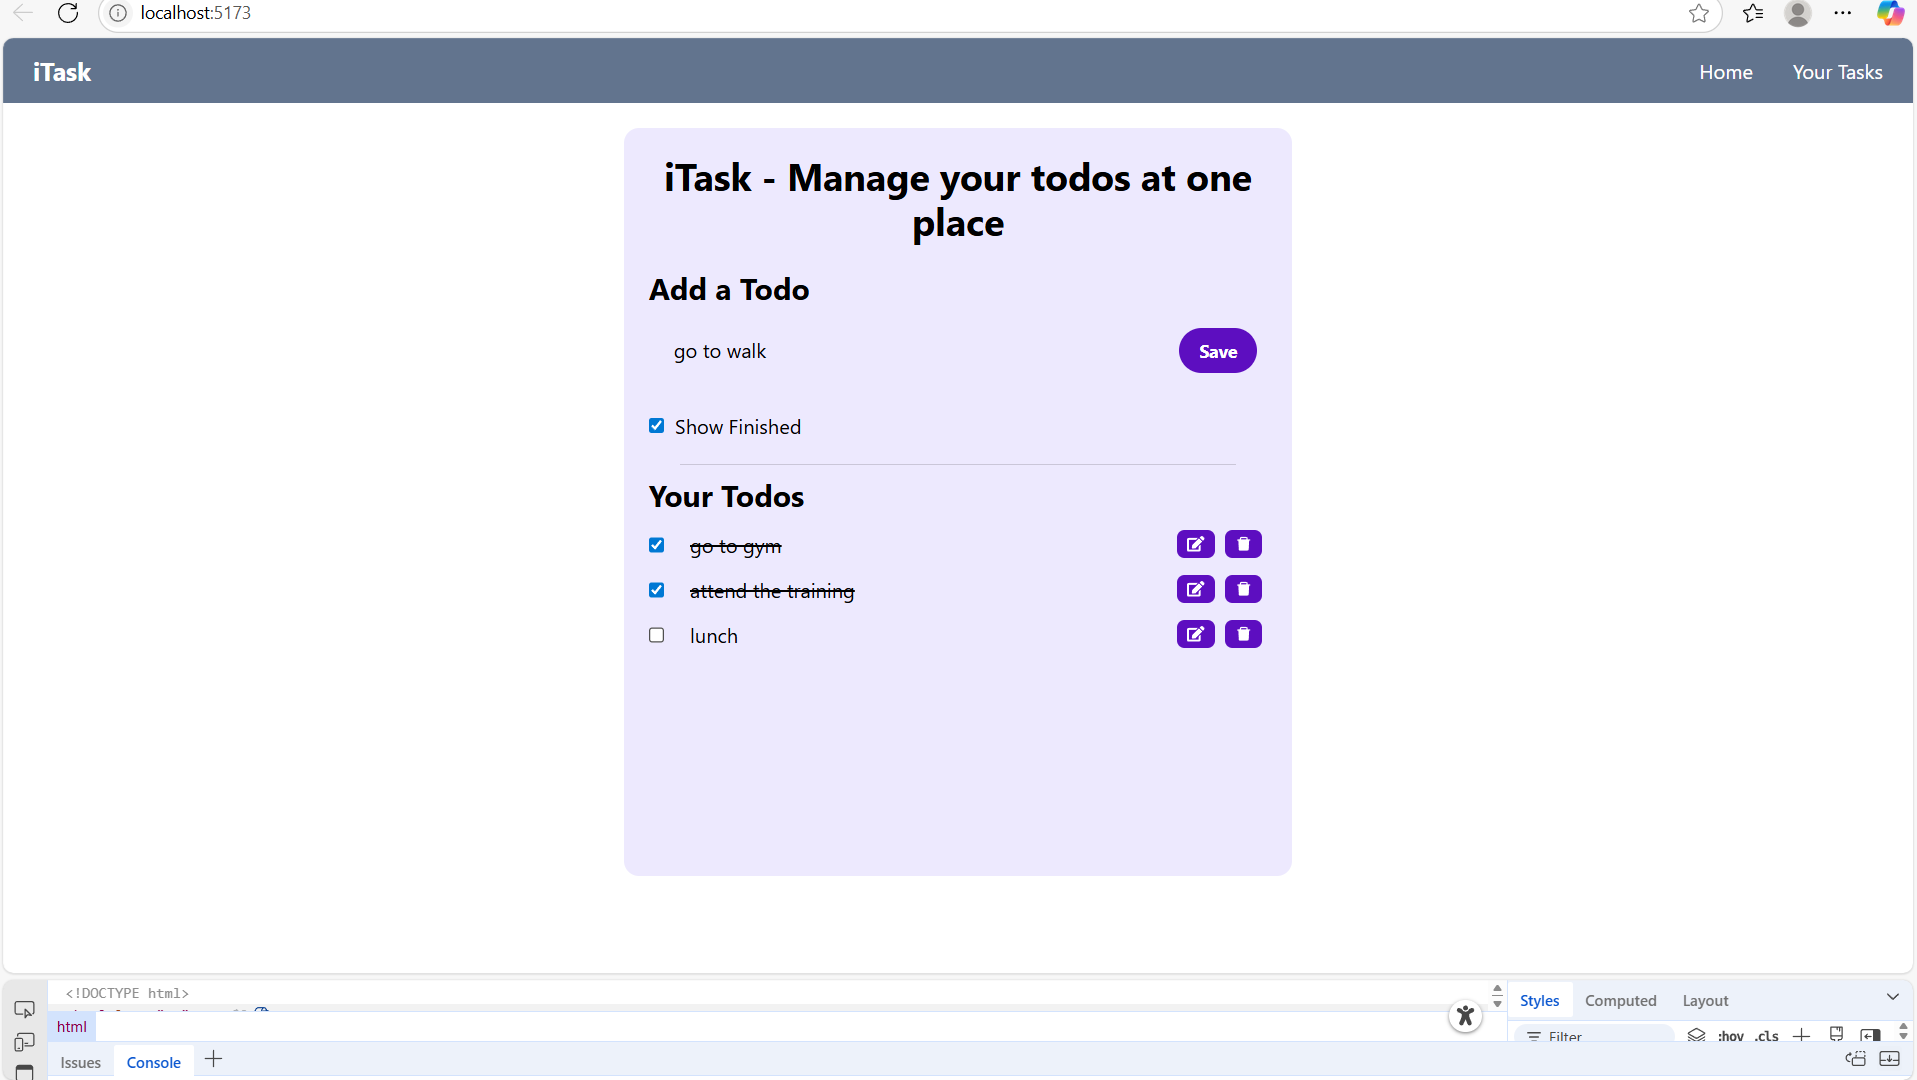 localhost:5173
iTask
Home
Your Tasks
iTask - Manage your todos at one
place
Add a Todo
go to walk
Save
Show Finished
Your Todos
go to gym
attend the training
lunch
<!DOCTYPE html>
html
Styles
Computed
Layout
Filter
:hov
.cls
Issues
Console